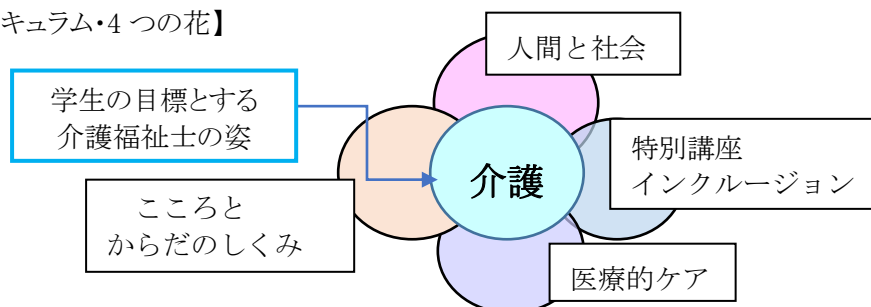 キュラム・4つの花】
人間と社会
学生の目標とする
介護福祉士の姿
特別講座
インクルージョン
介護
こころと
からだのしくみ
医療的ケア